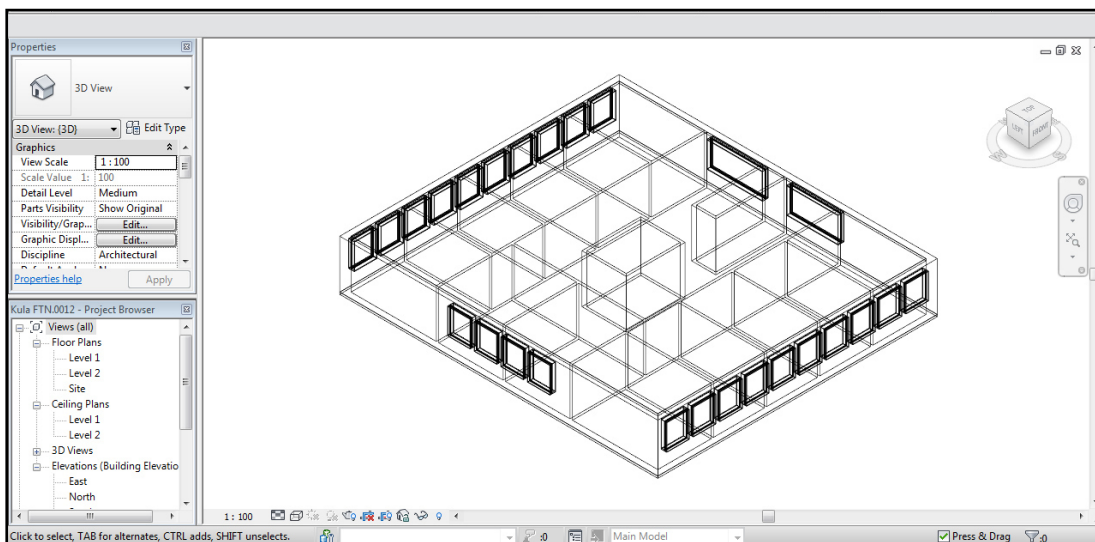 Properties
3D View
3D View: {3D}
Edit Type
Graphics
View Scale 1 : 100
Scale Value 1: 100
Detail Level Medium
Parts Visibility Show Original
Visibility/Grap... Edit...
Graphic Displ... Edit...
Discipline Architectural
Properties help
Apply
Kula FTN.0012 - Project Browser
Views (all)
Floor Plans
Level 1
Level 2
Site
Ceiling Plans
Level 1
Level 2
3D Views
Elevations (Building Elevatio
East
North
TOP
FRONT
1 : 100
Click to select, TAB for alternates, CTRL adds, SHIFT unselects.
:0
Main Model
Press & Drag
:0